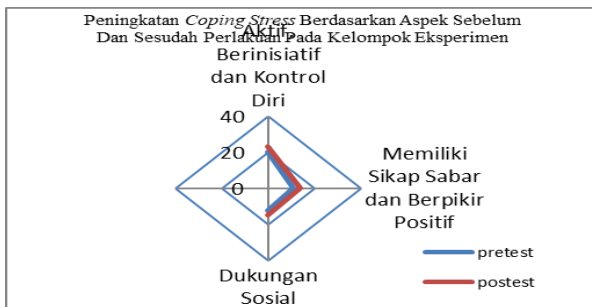 Peningkatan Coping Stress Berdasarkan Aspek Sebelum
Dan Sesudah Perlakuan Pada Kelompok Eksperimen
Aktif,
Berinisiatif
dan Kontrol
Diri
40
20
0
Memiliki
Sikap Sabar
dan Berpikir
Positif
Dukungan
Sosial
pretest
postest